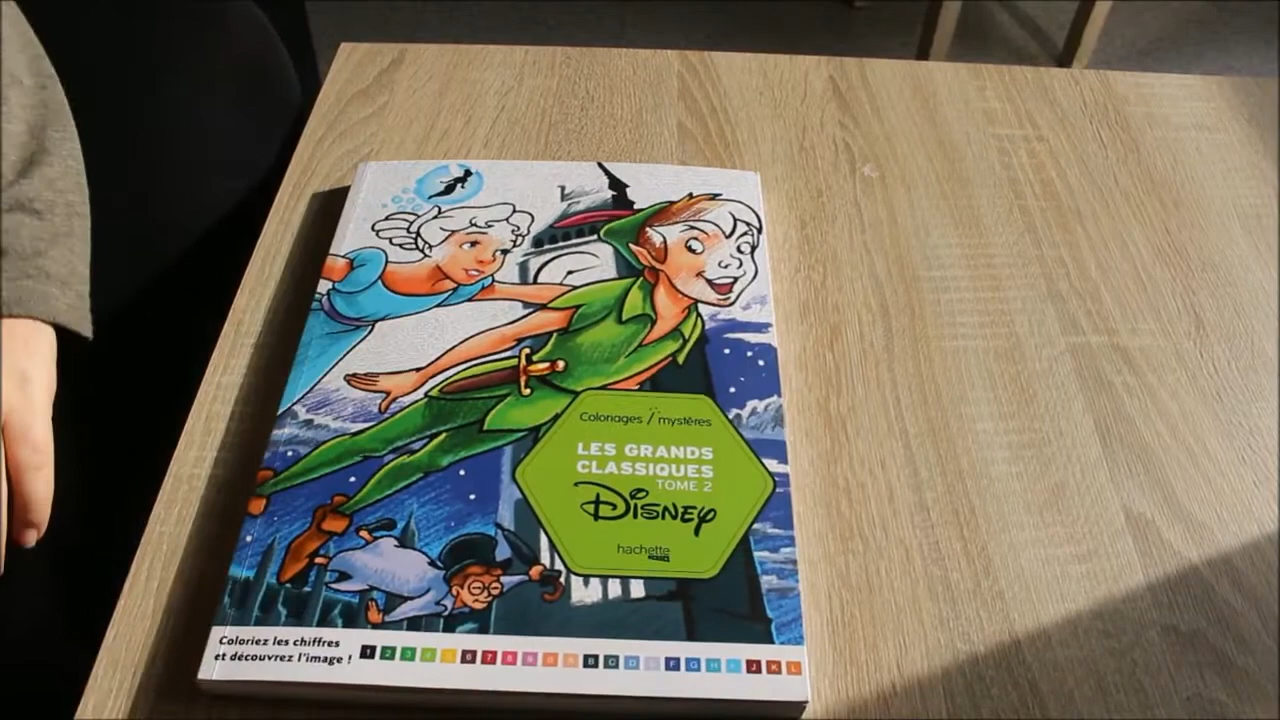 Coloriages mystères
LES GRANDS
CLASSIQUES
TOME 2
Disney
hachette
Coloriez les chiffres
et découvrez l'image !
1 2 3 4 5 6 7 8 9 A B C D E F G H I J K L